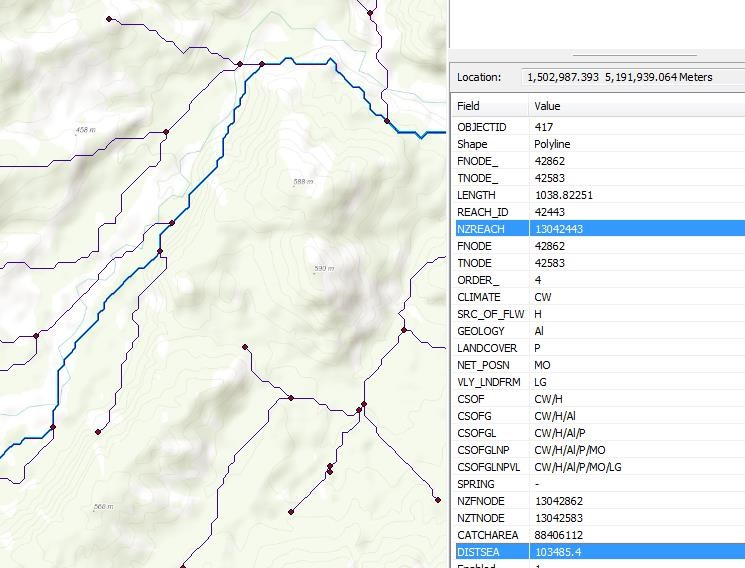 458 m
588 m
590 m
568 m
Location: 1,502,987.393 5,191,939.064 Meters
Field Value
OBJECTID 417
Shape Polyline
FNODE_ 42862
TNODE_ 42583
LENGTH 1038.82251
REACH_ID 42443
NZREACH 13042443
FNODE 42862
TNODE 42583
ORDER_ 4
CLIMATE CW
SRC_OF_FLW H
GEOLOGY Al
LANDCOVER P
NET_POSN MO
VLY_LNDFRM LG
CSOF CW/H
CSOFG CW/H/Al
CSOFGL CW/H/Al/P
CSOFGLNP CW/H/Al/P/MO
CSOFGLNPVL CW/H/Al/P/MO/LG
SPRING -
NZFNODE 13042862
NZTNODE 13042583
CATCHAREA 88406112
DISTSEA 103485.4
Enabled 1